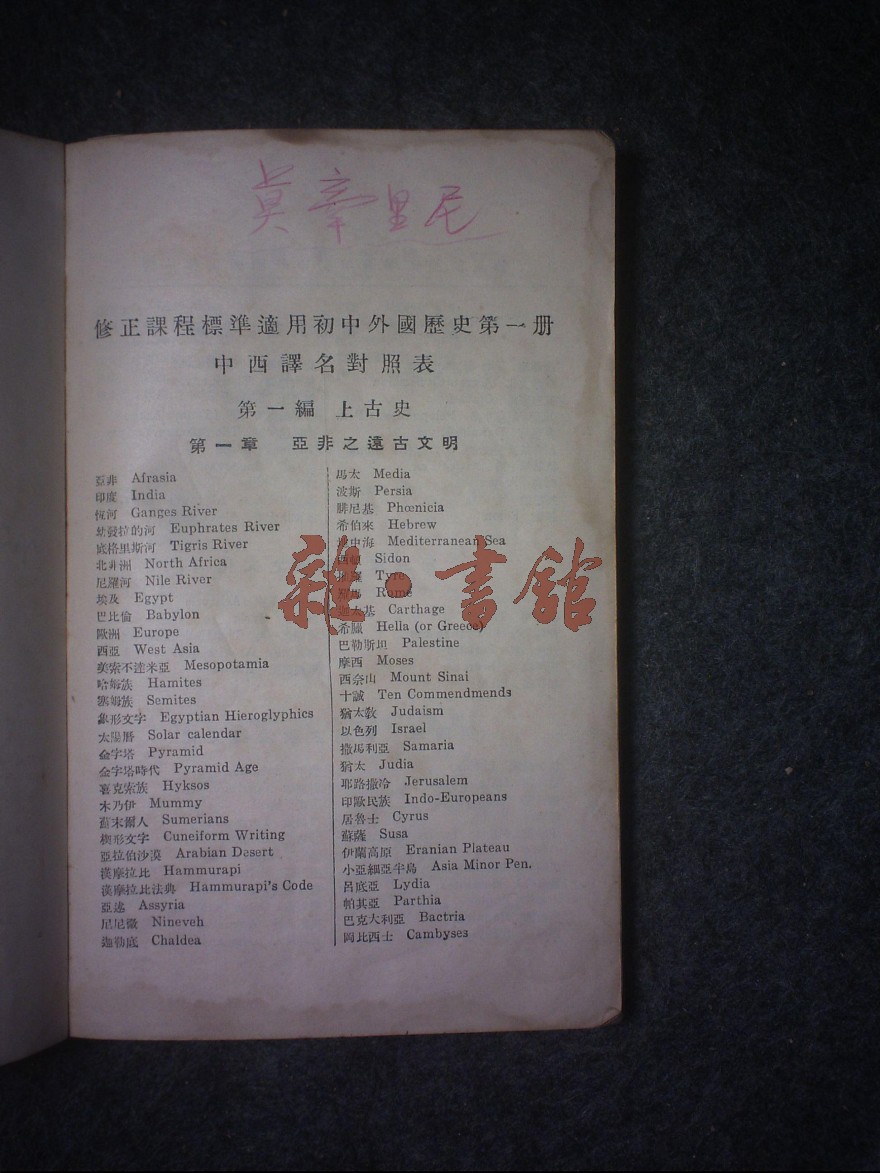 莫索里尼
修正課程標準適用初中外國歷史第一册
中西譯名對照表
第一編 上古史
第一章 亞非之遠古文明
亞非 Afrasia
印度 India
恆河 Ganges River
幼發拉的河 Euphrates River
底格里斯河 Tigris River
北非洲 North Africa
尼羅河 Nile River
埃及 Egypt
巴比倫 Babylon
歐洲 Europe
西亞 West Asia
美索不達米亞 Mesopotamia
哈姆族 Hamites
塞姆族 Semites
象形文字 Egyptian Hieroglyphics
太陽曆 Solar calendar
金字塔 Pyramid
金字塔時代 Pyramid Age
喜克索族 Hyksos
木乃伊 Mummy
蘇末爾人 Sumerians
楔形文字 Cuneiform Writing
亞拉伯沙漠 Arabian Desert
漢摩拉比 Hammurapi
漢摩拉比法典 Hammurapi's Code
亞述 Assyria
尼尼微 Nineveh
迦勒底 Chaldea
馬太 Media
波斯 Persia
腓尼基 Phœnicia
希伯來 Hebrew
地中海 Mediterranean Sea
西頓 Sidon
Tyre
羅馬 Rome
迦太基 Carthage
希臘 Hella (or Greece)
巴勒斯坦 Palestine
摩西 Moses
西奈山 Mount Sinai
十誡 Ten Commendmends
猶太敎 Judaism
以色列 Israel
撒馬利亞 Samaria
猶太 Judia
耶路撒冷 Jerusalem
印歐民族 Indo-Europeans
居魯士 Cyrus
蘇薩 Susa
伊蘭高原 Eranian Plateau
小亞細亞半島 Asia Minor Pen.
呂底亞 Lydia
帕其亞 Parthia
巴克大利亞 Bactria
岡比西士 Cambyses
雜·書館